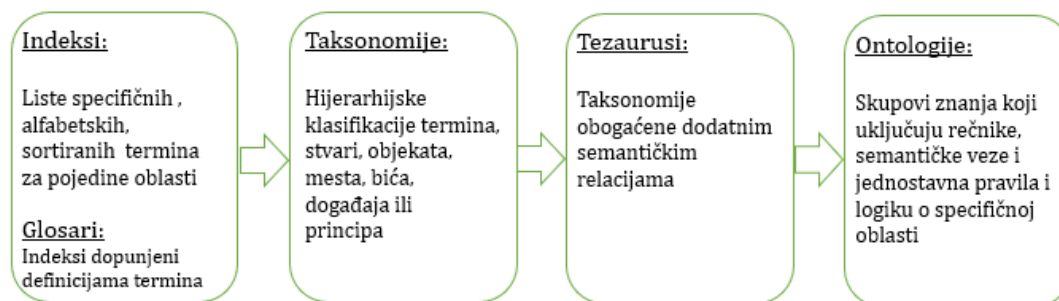 Indeksi:
Liste specifičnih ,
alfabetskih,
sortiranih termina
za pojedine oblasti
Glosari:
Indeksi dopunjeni
definicijama termina
Taksonomije:
Hijerarhijske
klasifikacije termina,
stvari, objekata,
mesta, bića,
događaja ili
principa
Tezaurusi:
Taksonomije
obogaćene dodatnim
semantičkim
relacijama
Ontologije:
Skupovi znanja koji
uključuju rečnike,
semantičke veze i
jednostavna pravila i
logiku o specifičnoj
oblasti